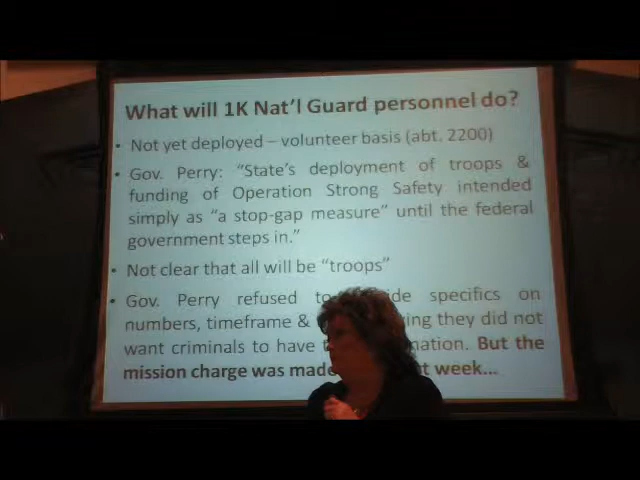 What will 1K Nat'l Guard personnel do?
• Not yet deployed – volunteer basis (abt. 2200)
• Gov. Perry: "State's deployment of troops &
funding of Operation Strong Safety intended
simply as "a stop-gap measure" until the federal
government steps in."
• Not clear that all will be "troops"
• Gov. Perry refused to de specifics on
numbers, timeframe & ing they did not
want criminals to have mation. But the
mission charge was made t week...